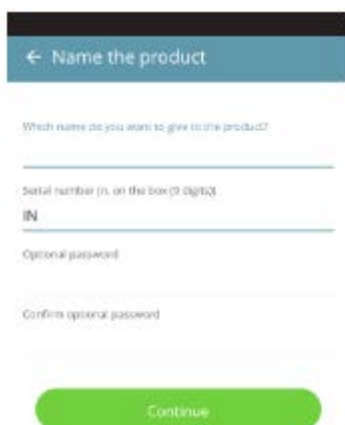 ← Name the product
Which name do you want to give to the product?
Serial number (n. on the box (9 digits))
IN
Optional password
Confirm optional password
Continue